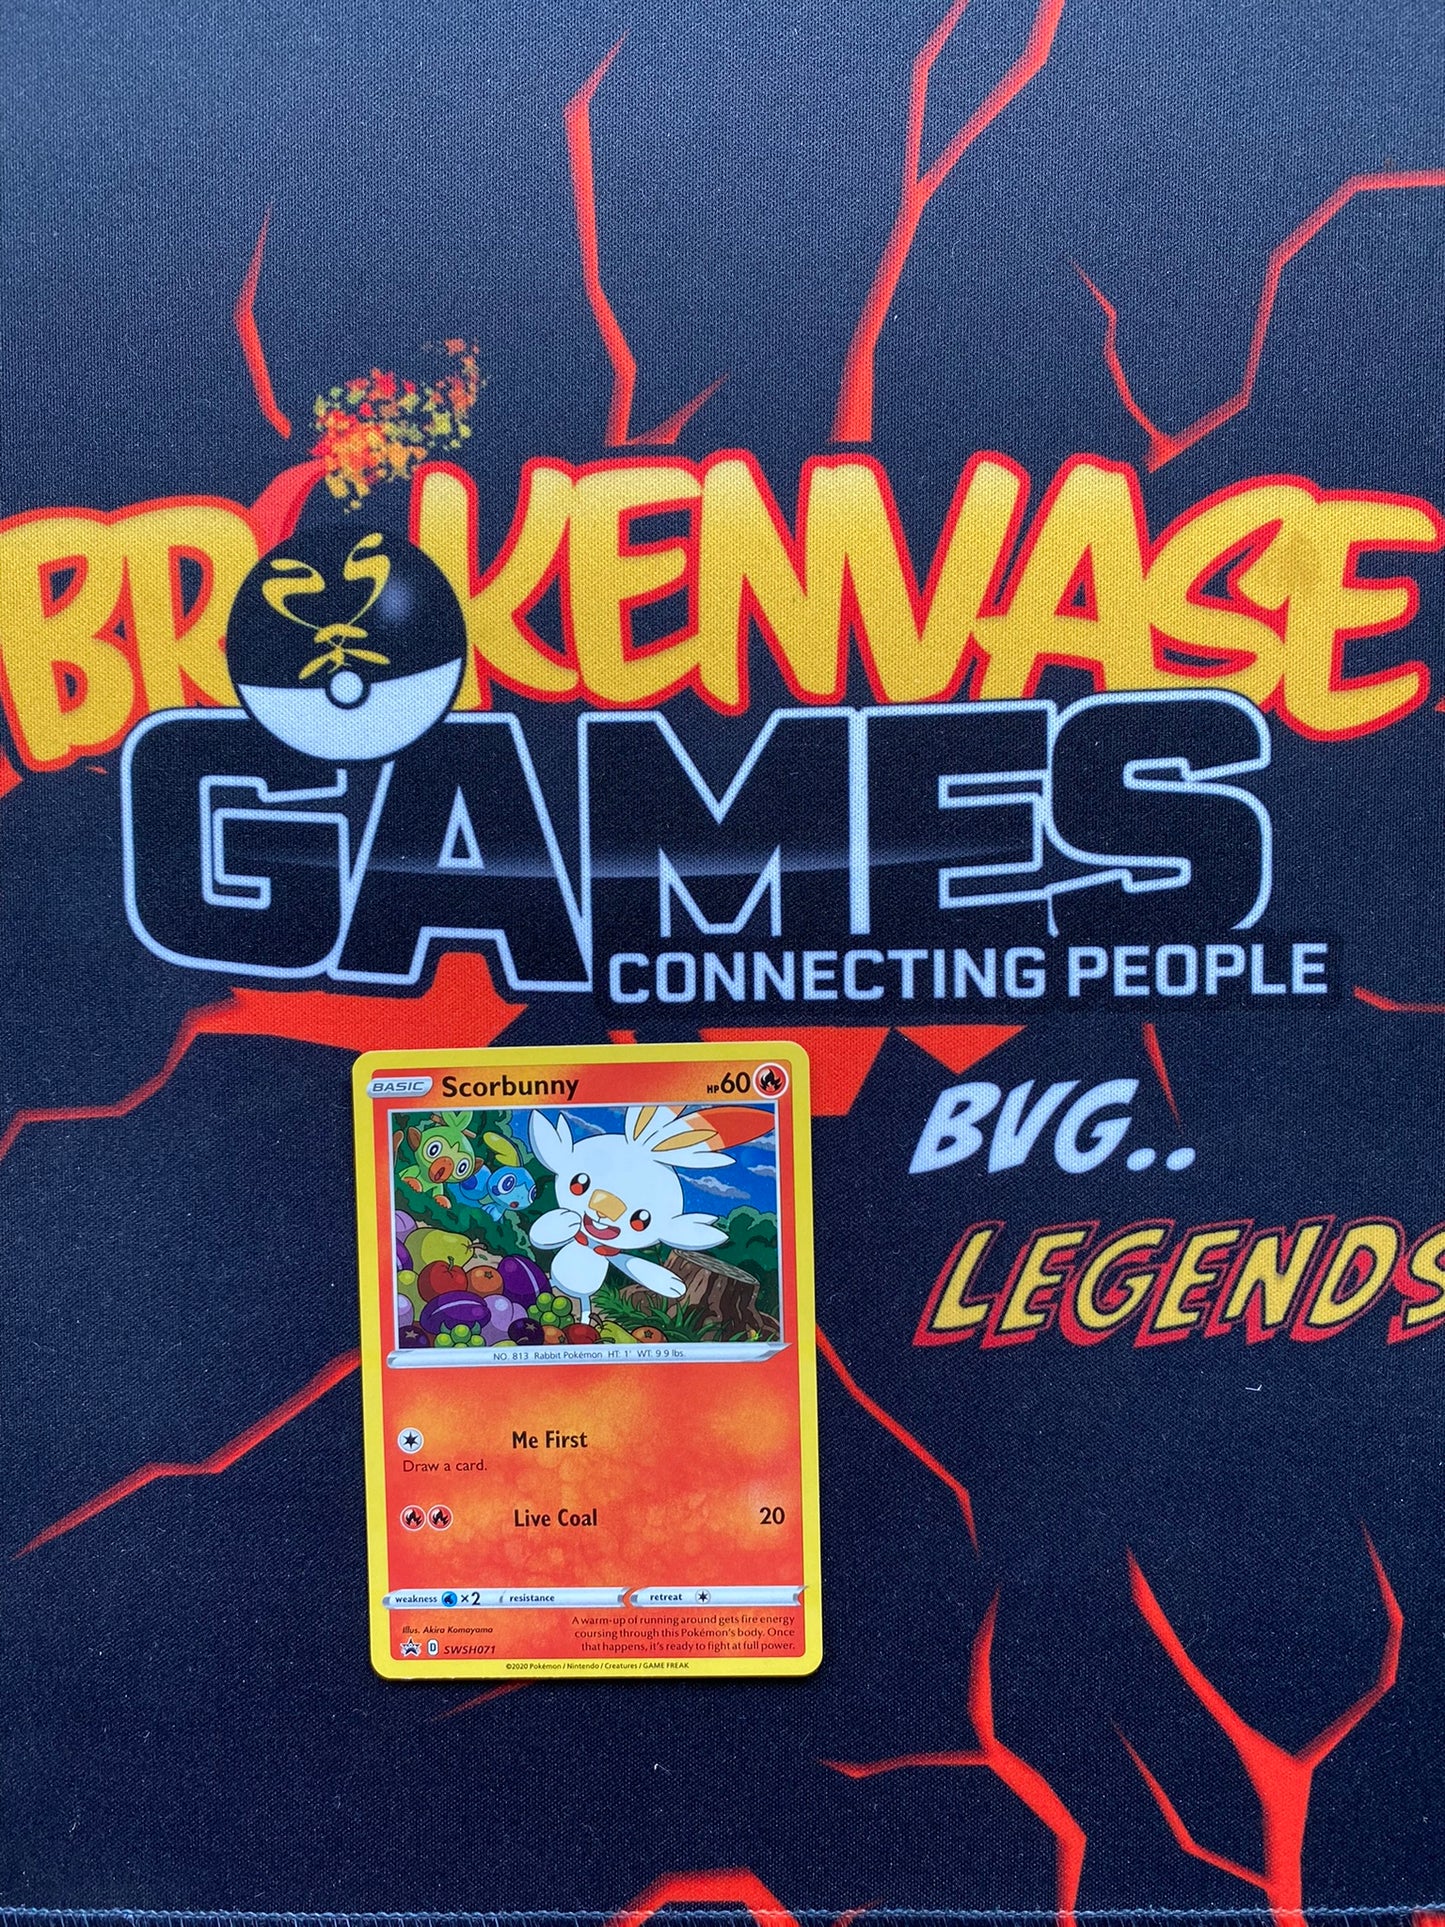 BROKENVASE
GAMES
CONNECTING PEOPLE
BVG..
LEGENDS
BASIC Scorbunny HP60
NO. 813 Rabbit Pokémon HT: 1' WT: 9.9 lbs.
Me First
Draw a card.
Live Coal 20
weakness ×2 resistance retreat
Illus. Akira Komayama
A warm-up of running around gets fire energy
coursing through this Pokémon's body. Once
that happens, it's ready to fight at full power.
D SWSH071
©2020 Pokémon / Nintendo / Creatures / GAME FREAK